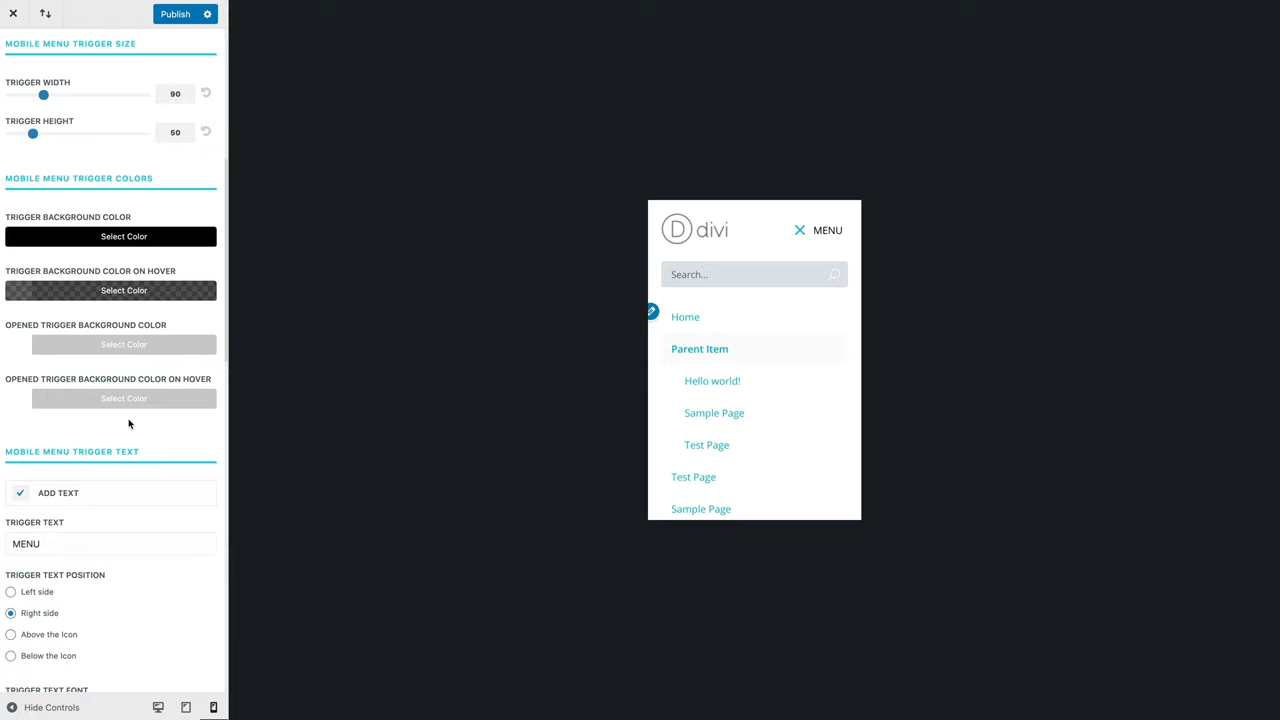 Publish
MOBILE MENU TRIGGER SIZE
TRIGGER WIDTH
90
TRIGGER HEIGHT
50
MOBILE MENU TRIGGER COLORS
TRIGGER BACKGROUND COLOR
Select Color
TRIGGER BACKGROUND COLOR ON HOVER
Select Color
OPENED TRIGGER BACKGROUND COLOR
Select Color
OPENED TRIGGER BACKGROUND COLOR ON HOVER
Select Color
MOBILE MENU TRIGGER TEXT
ADD TEXT
TRIGGER TEXT
MENU
TRIGGER TEXT POSITION
Left side
Right side
Above the Icon
Below the Icon
TRIGGER TEXT FONT
Hide Controls
D divi
MENU
Search...
Home
Parent Item
Hello world!
Sample Page
Test Page
Test Page
Sample Page